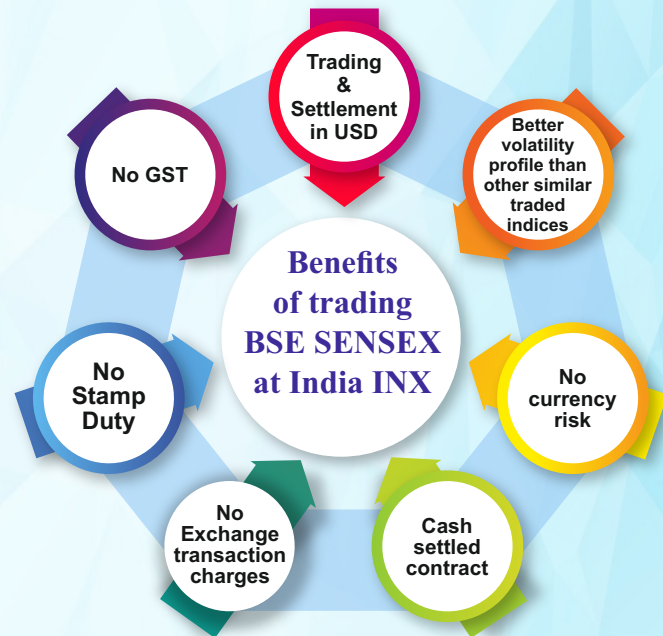 Trading
&
Settlement
in USD
Better
volatility
profile than
other similar
traded
indices
No
currency
risk
Cash
settled
contract
No
Exchange
transaction
charges
No
Stamp
Duty
No GST
Benefits
of trading
BSE SENSEX
at India INX